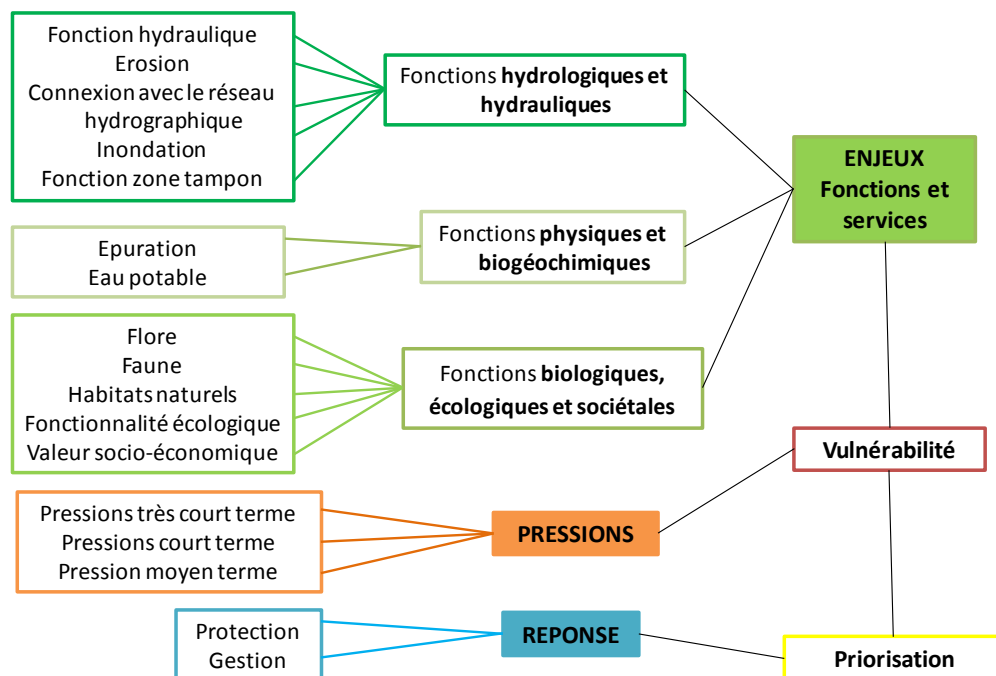 Fonction hydraulique
Erosion
Connexion avec le réseau
hydrographique
Inondation
Fonction zone tampon
Fonctions hydrologiques et
hydrauliques
ENJEUX
Fonctions et
services
Epuration
Eau potable
Fonctions physiques et
biogéochimiques
Flore
Faune
Habitats naturels
Fonctionnalité écologique
Valeur socio-économique
Fonctions biologiques,
écologiques et sociétales
Vulnérabilité
Pressions très court terme
Pressions court terme
Pression moyen terme
PRESSIONS
Protection
Gestion
REPONSE
Priorisation